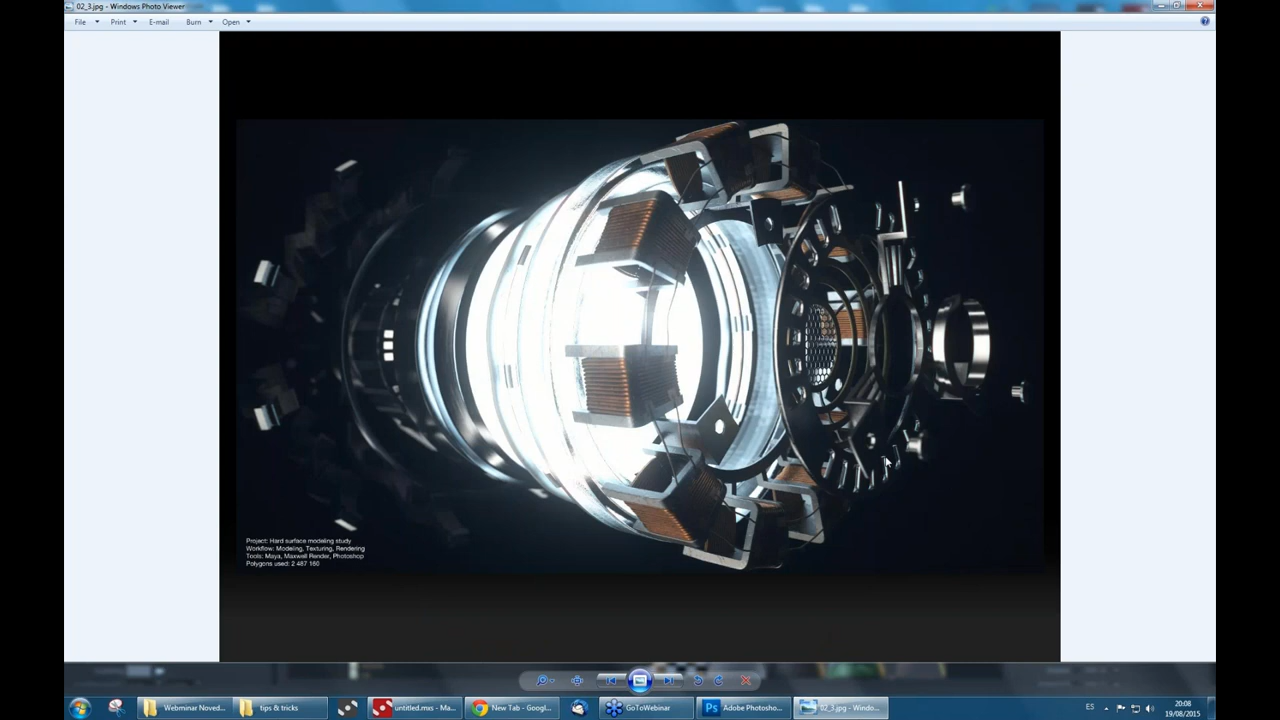 02_3.jpg - Windows Photo Viewer
File Print E-mail Burn Open
Project: Hard surface modeling study
Workflow: Modeling, Texturing, Rendering
Tools: Maya, Maxwell Render, Photoshop
Polygons used: 2 487 160
Webminar Noved... tips & tricks untitled.mxs - Ma... New Tab - Googl... GoToWebinar Adobe Photosho... 02_3.jpg - Windo... ES 20:08
19/08/2015